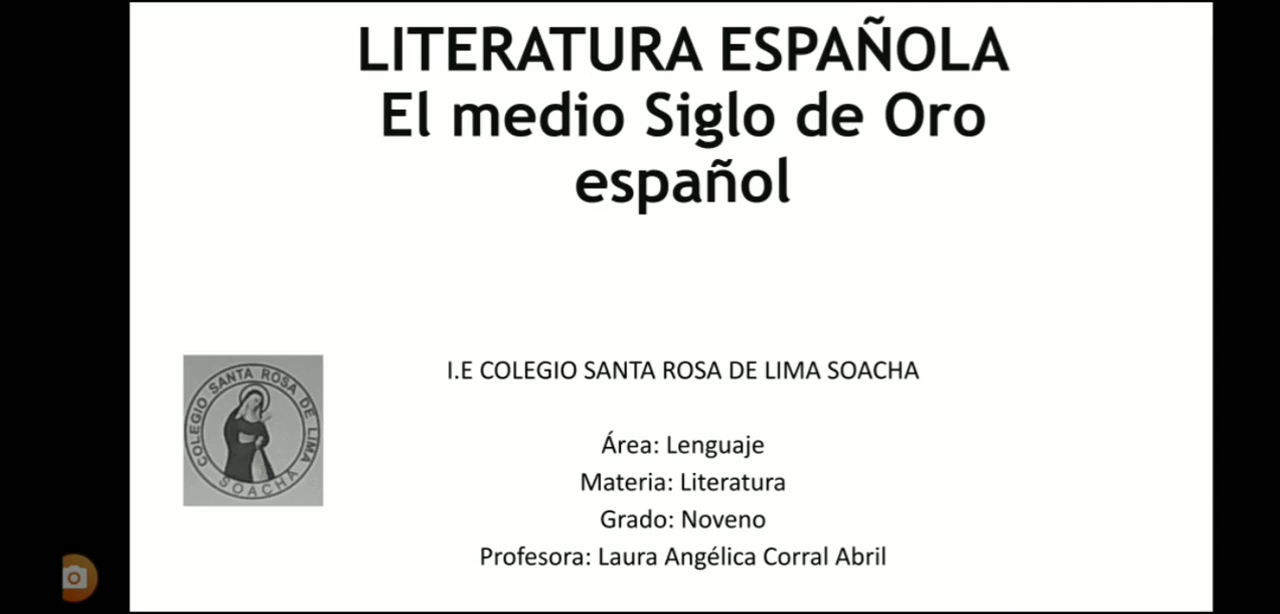 LITERATURA ESPAÑOLA
El medio Siglo de Oro
español
I.E COLEGIO SANTA ROSA DE LIMA SOACHA
COLEGIO SANTA ROSA DE LIMA
SOACHA
Área: Lenguaje
Materia: Literatura
Grado: Noveno
Profesora: Laura Angélica Corral Abril